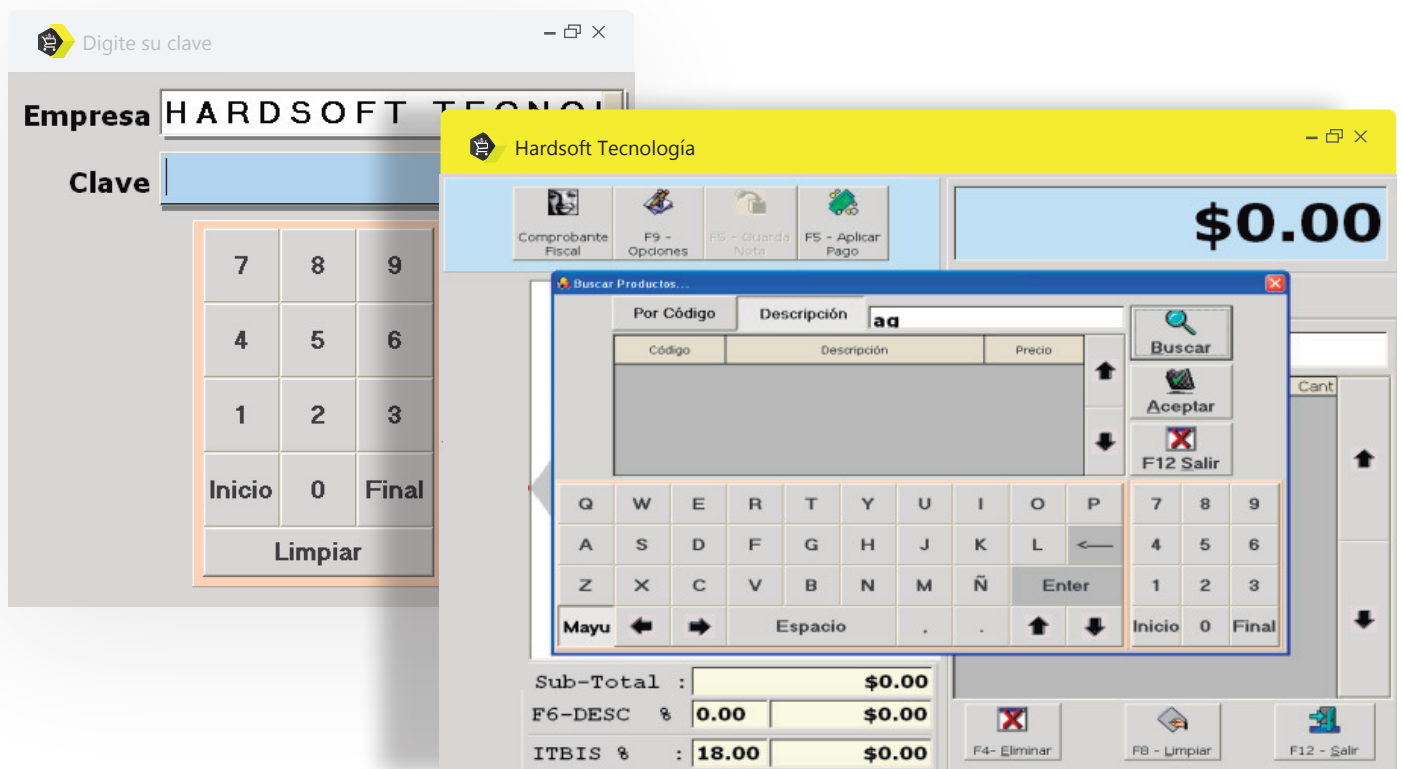 Digite su clave
Empresa HARDSOFT
Clave
7 8 9
4 5 6
1 2 3
Inicio 0 Final
Limpiar
Hardsoft Tecnología
Comprobante Fiscal
F9 - Opciones
F5 - Guarda Nota
F5 - Aplicar Pago
$0.00
Buscar Productos...
Por Código Descripción aq
Código Descripción Precio
Buscar
Aceptar
F12 Salir
Cant
Q W E R T Y U I O P 7 8 9
A S D F G H J K L <— 4 5 6
Z X C V B N M Ñ Enter 1 2 3
Mayu Espacio , . Inicio 0 Final
Sub-Total : $0.00
F6-DESC % 0.00 $0.00
ITBIS % : 18.00 $0.00
F4- Eliminar
F8 - Limpiar
F12 - Salir